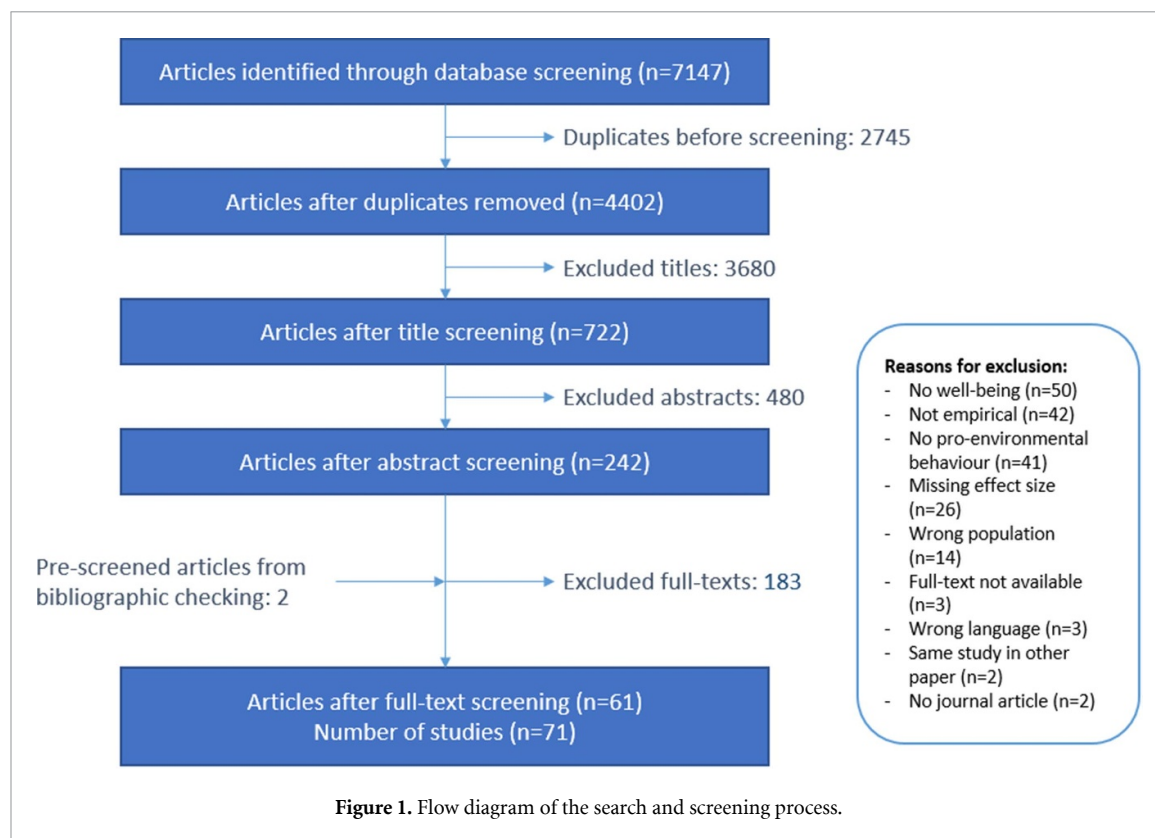 Articles identified through database screening (n=7147)
Duplicates before screening: 2745
Articles after duplicates removed (n=4402)
Excluded titles: 3680
Articles after title screening (n=722)
Excluded abstracts: 480
Articles after abstract screening (n=242)
Pre-screened articles from
bibliographic checking: 2
Excluded full-texts: 183
Articles after full-text screening (n=61)
Number of studies (n=71)
Reasons for exclusion:
- No well-being (n=50)
- Not empirical (n=42)
- No pro-environmental
behaviour (n=41)
- Missing effect size
(n=26)
- Wrong population
(n=14)
- Full-text not available
(n=3)
- Wrong language (n=3)
- Same study in other
paper (n=2)
- No journal article (n=2)
Figure 1. Flow diagram of the search and screening process.